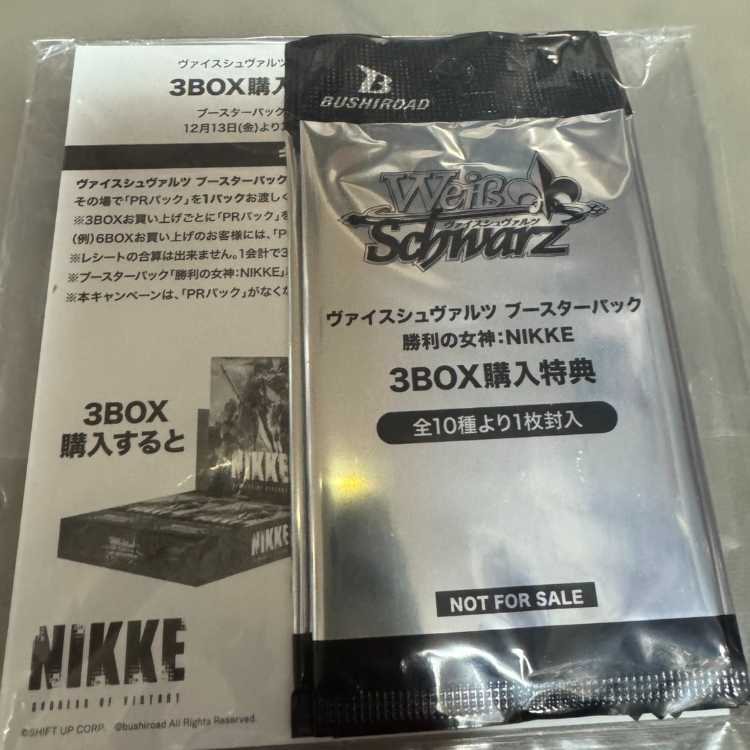 ヴァイスシュヴァルツ
3BOX購入
ブースターパック
12月13日(金)より
ヴァイスシュヴァルツ ブースターパック
その場で「PRパック」を1パックお渡しく
※3BOXお買い上げごとに「PRパック」を
(例)6BOXお買い上げのお客様には、「P
※レシートの合算は出来ません。1会計で3
※ブースターパック「勝利の女神:NIKKE」
※本キャンペーンは、「PRパック」がなくな
3BOX
購入すると
NIKKE
NIKKE
NIKKE
GODDESS OF VICTORY
©SHIFT UP CORP. ©bushiroad All Rights Reserved.
BUSHIROAD
Weiß
ヴァイスシュヴァルツ
Schwarz
ヴァイスシュヴァルツ ブースターパック
勝利の女神:NIKKE
3BOX購入特典
全10種より1枚封入
NOT FOR SALE
BUSHIROAD